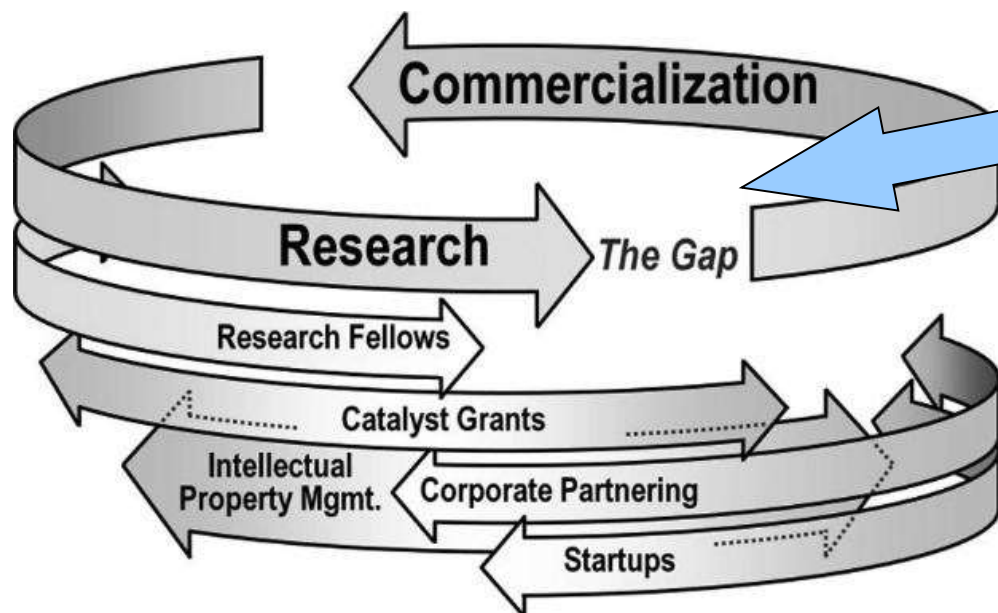 Commercialization
Research
The Gap
Research Fellows
Catalyst Grants
Intellectual
Property Mgmt.
Corporate Partnering
Startups